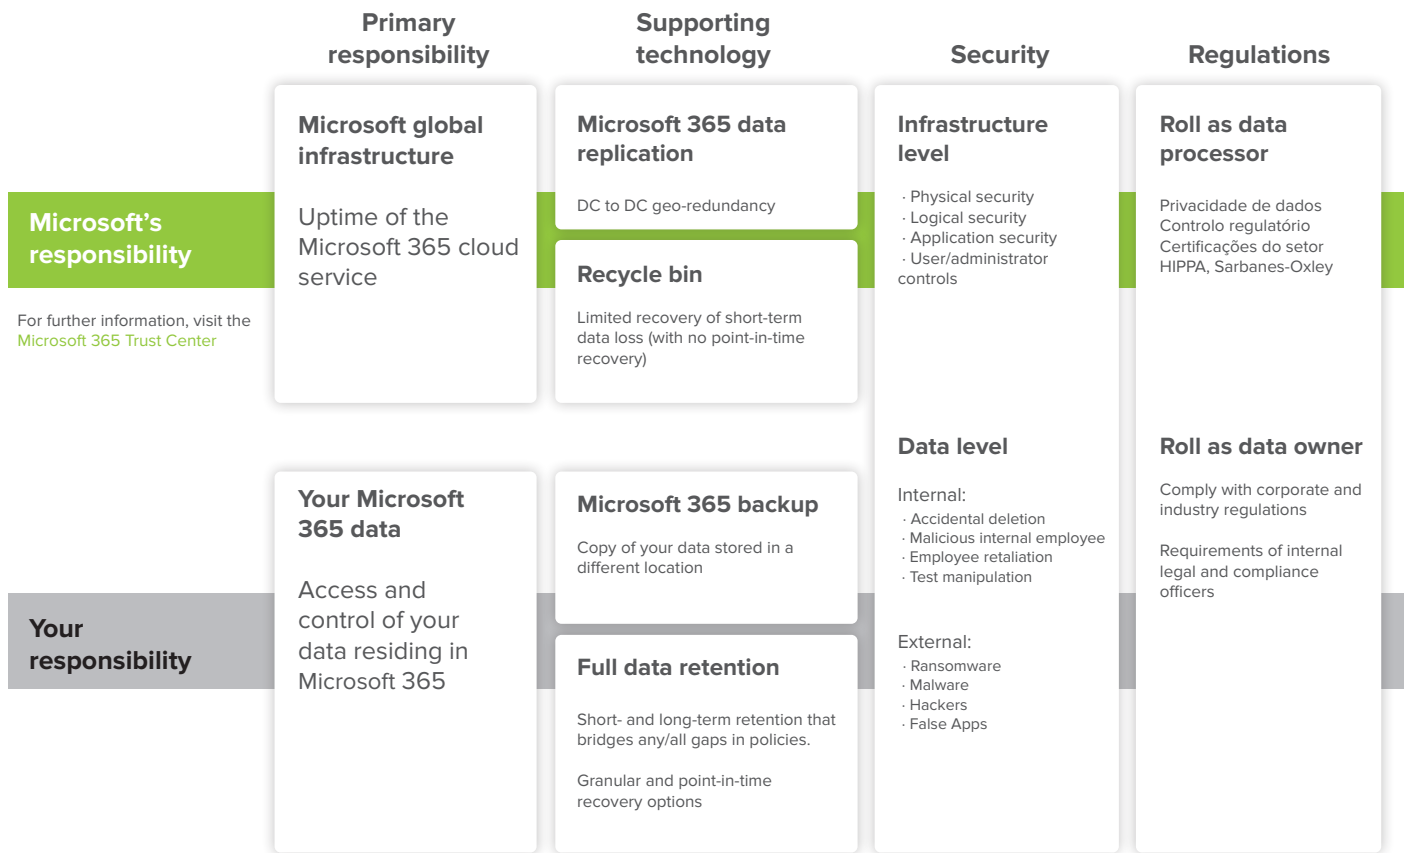 Primary
responsibility
Supporting
technology
Security
Regulations
Microsoft's
responsibility
For further information, visit the
Microsoft 365 Trust Center
Microsoft global
infrastructure
Uptime of the
Microsoft 365 cloud
service
Microsoft 365 data
replication
DC to DC geo-redundancy
Recycle bin
Limited recovery of short-term
data loss (with no point-in-time
recovery)
Infrastructure
level
· Physical security
· Logical security
· Application security
· User/administrator
controls
Roll as data
processor
Privacidade de dados
Controlo regulatório
Certificações do setor
HIPPA, Sarbanes-Oxley
Your
responsibility
Your Microsoft
365 data
Access and
control of your
data residing in
Microsoft 365
Microsoft 365 backup
Copy of your data stored in a
different location
Full data retention
Short- and long-term retention that
bridges any/all gaps in policies.
Granular and point-in-time
recovery options
Data level
Internal:
· Accidental deletion
· Malicious internal employee
· Employee retaliation
· Test manipulation
External:
· Ransomware
· Malware
· Hackers
· False Apps
Roll as data owner
Comply with corporate and
industry regulations
Requirements of internal
legal and compliance
officers